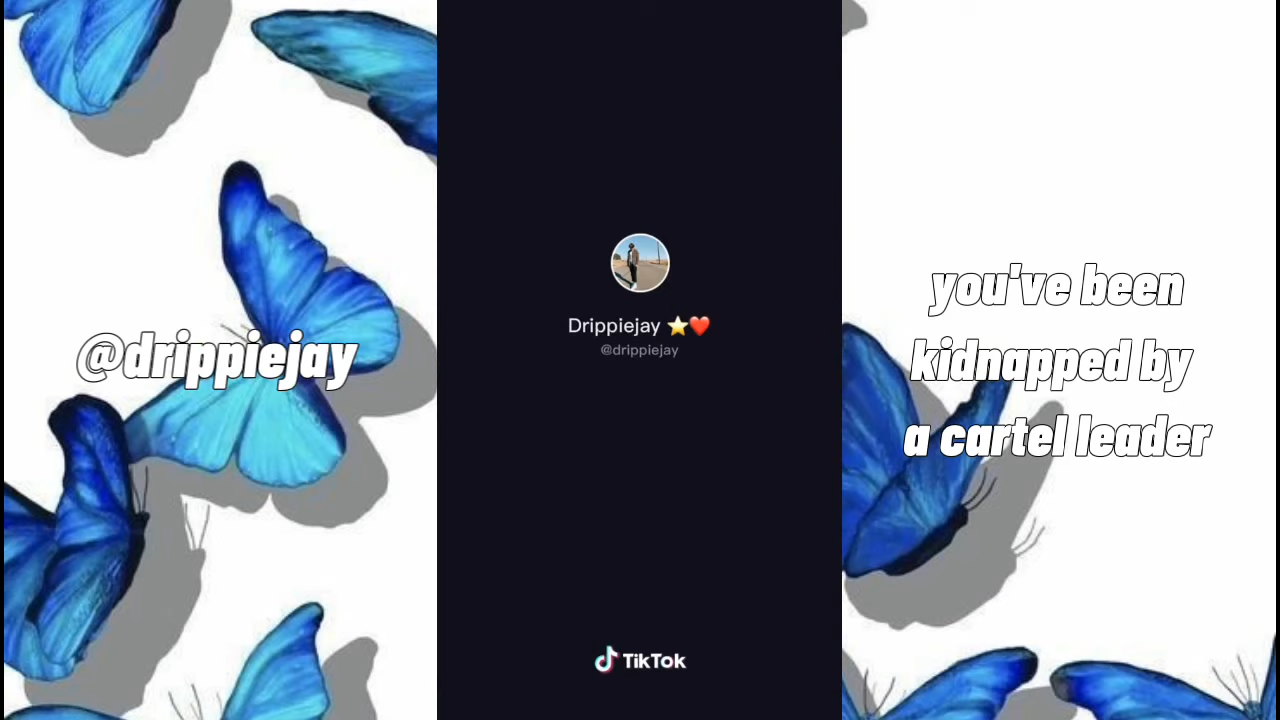 @drippiejay
Drippiejay ⭐❤️
@drippiejay
TikTok
you've been
kidnapped by
a cartel leader